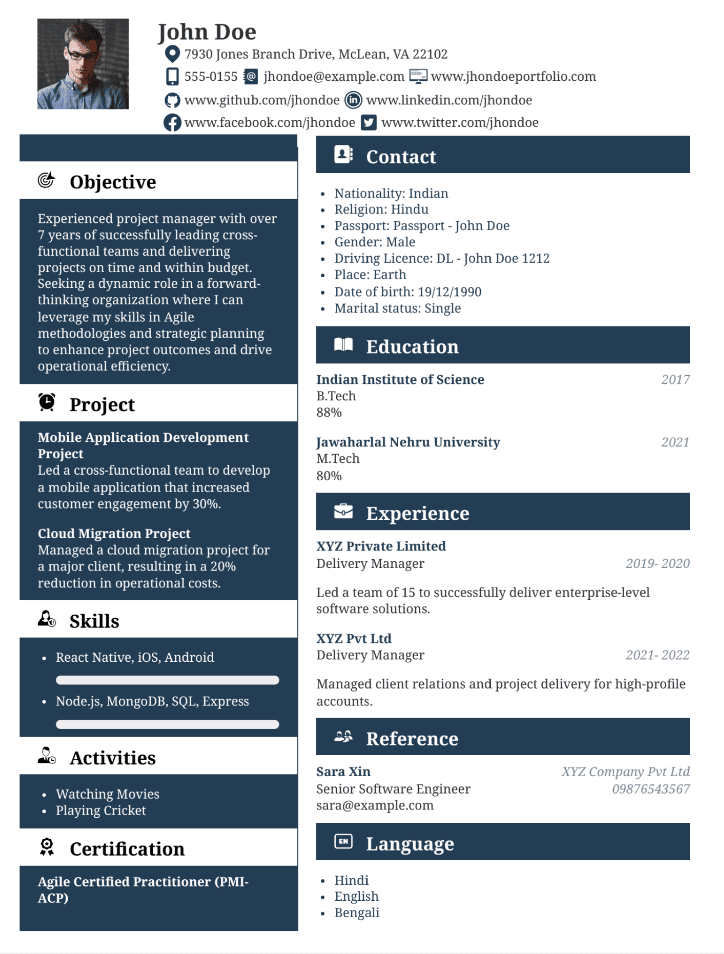 John Doe
7930 Jones Branch Drive, McLean, VA 22102
555-0155 jhondoe@example.com www.jhondoeportfolio.com
www.github.com/jhondoe www.linkedin.com/jhondoe
www.facebook.com/jhondoe www.twitter.com/jhondoe
Objective
Experienced project manager with over
7 years of successfully leading cross-
functional teams and delivering
projects on time and within budget.
Seeking a dynamic role in a forward-
thinking organization where I can
leverage my skills in Agile
methodologies and strategic planning
to enhance project outcomes and drive
operational efficiency.
Project
Mobile Application Development
Project
Led a cross-functional team to develop
a mobile application that increased
customer engagement by 30%.
Cloud Migration Project
Managed a cloud migration project for
a major client, resulting in a 20%
reduction in operational costs.
Skills
• React Native, iOS, Android
• Node.js, MongoDB, SQL, Express
Activities
• Watching Movies
• Playing Cricket
Certification
Agile Certified Practitioner (PMI-
ACP)
Contact
• Nationality: Indian
• Religion: Hindu
• Passport: Passport - John Doe
• Gender: Male
• Driving Licence: DL - John Doe 1212
• Place: Earth
• Date of birth: 19/12/1990
• Marital status: Single
Education
Indian Institute of Science 2017
B.Tech
88%
Jawaharlal Nehru University 2021
M.Tech
80%
Experience
XYZ Private Limited
Delivery Manager 2019- 2020
Led a team of 15 to successfully deliver enterprise-level
software solutions.
XYZ Pvt Ltd
Delivery Manager 2021- 2022
Managed client relations and project delivery for high-profile
accounts.
Reference
Sara Xin XYZ Company Pvt Ltd
Senior Software Engineer 09876543567
sara@example.com
EN Language
• Hindi
• English
• Bengali